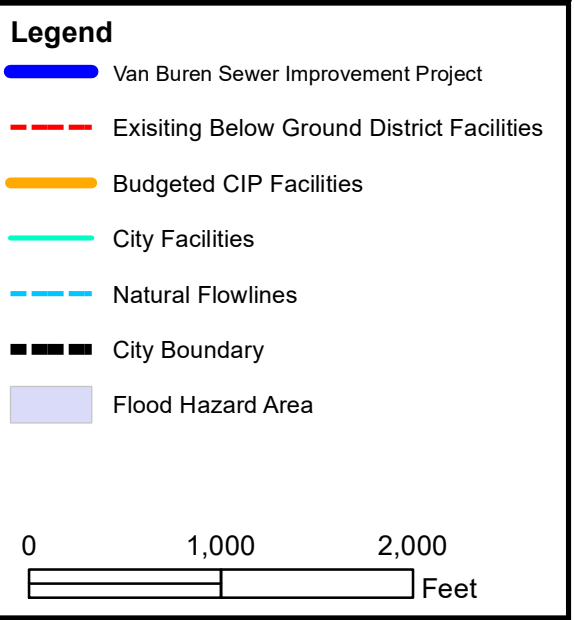 Legend
Van Buren Sewer Improvement Project
Exisiting Below Ground District Facilities
Budgeted CIP Facilities
City Facilities
Natural Flowlines
City Boundary
Flood Hazard Area
0 1,000 2,000
Feet